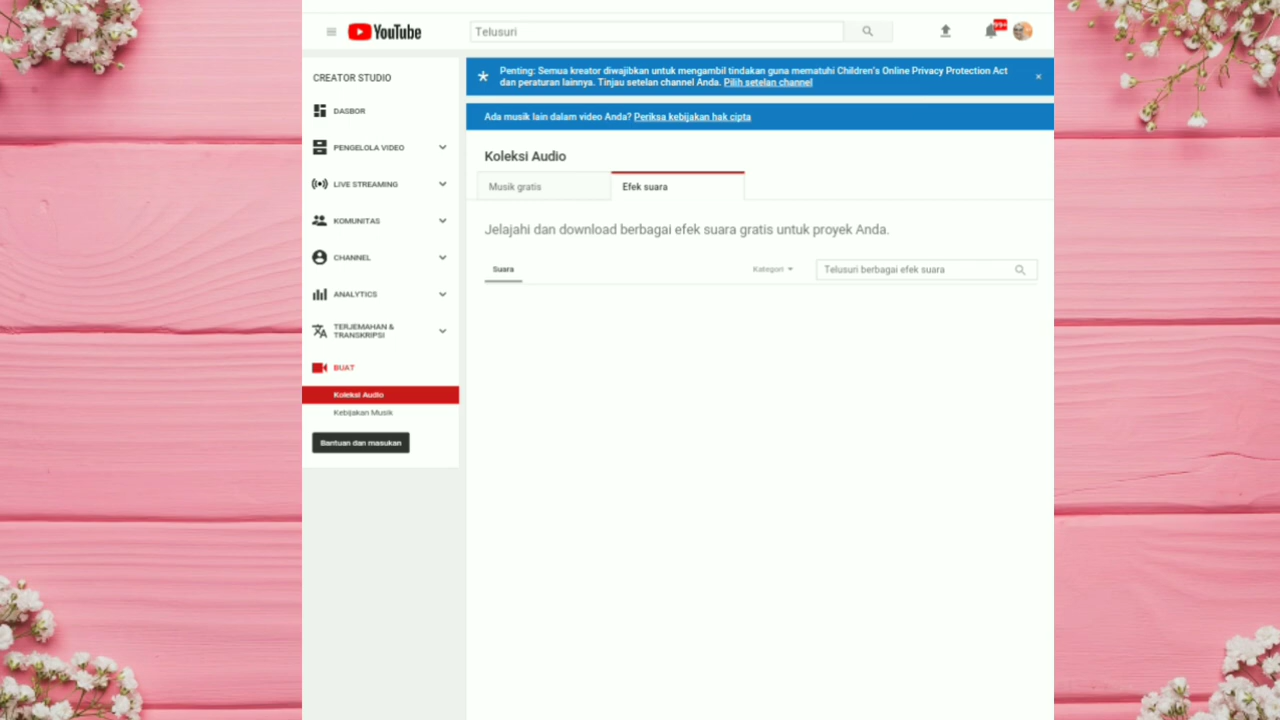 YouTube
Telusuri
99+
CREATOR STUDIO
DASBOR
PENGELOLA VIDEO
LIVE STREAMING
KOMUNITAS
CHANNEL
ANALYTICS
TERJEMAHAN &
TRANSKRIPSI
BUAT
Koleksi Audio
Kebijakan Musik
Bantuan dan masukan
Penting: Semua kreator diwajibkan untuk mengambil tindakan guna mematuhi Children's Online Privacy Protection Act
dan peraturan lainnya. Tinjau setelan channel Anda. Pilih setelan channel
Ada musik lain dalam video Anda? Periksa kebijakan hak cipta
Koleksi Audio
Musik gratis
Efek suara
Jelajahi dan download berbagai efek suara gratis untuk proyek Anda.
Suara
Kategori
Telusuri berbagai efek suara